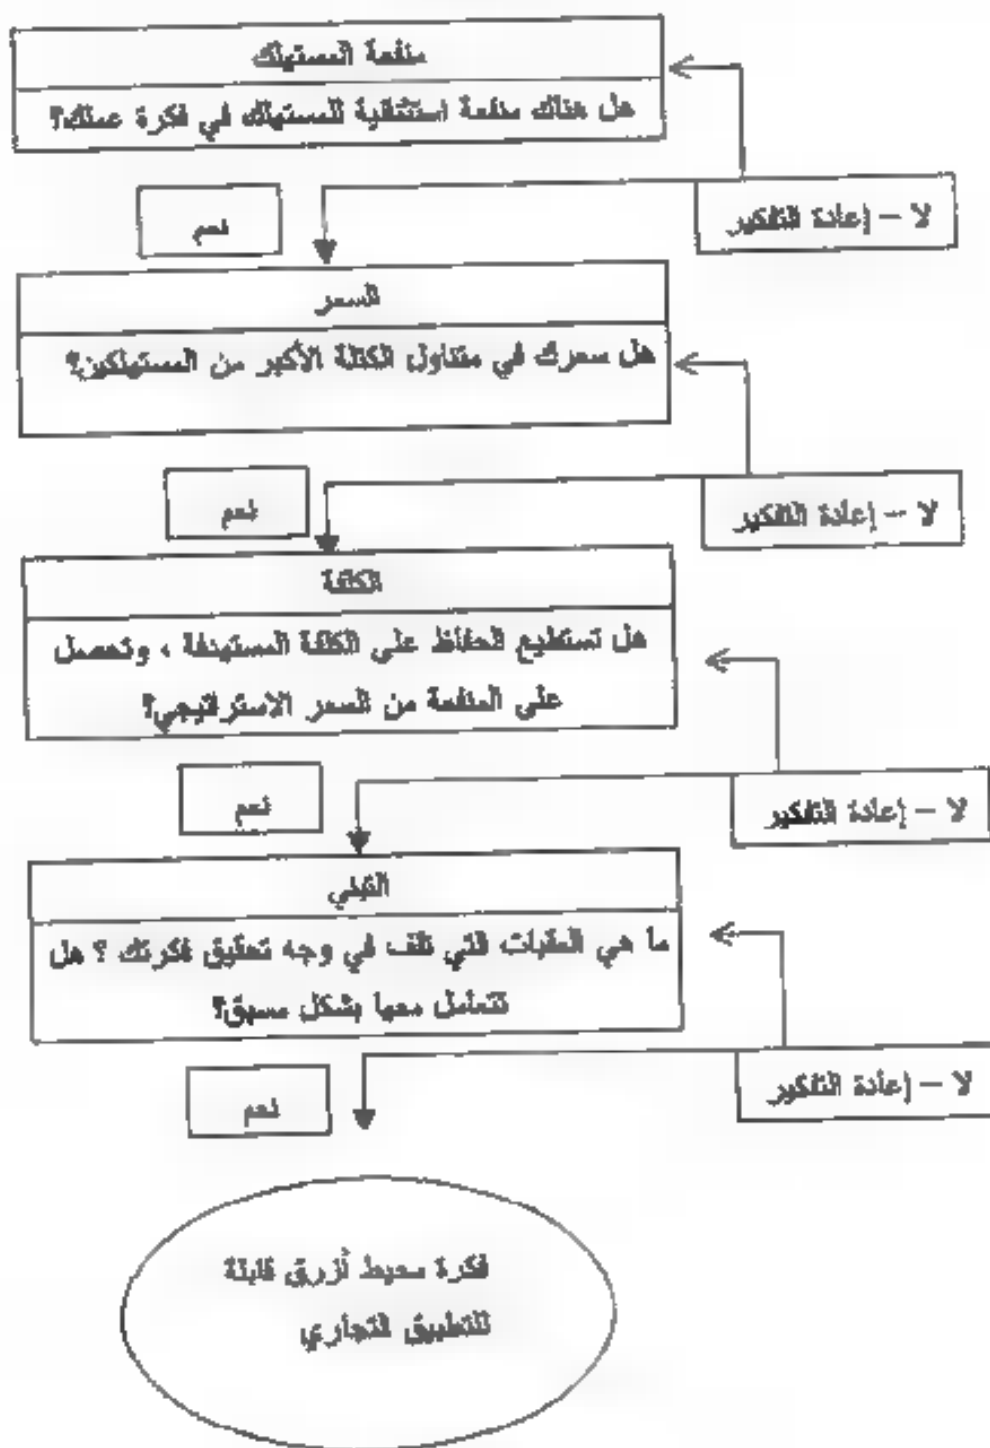 منفعة المستهلك
هل هناك منفعة استثنائية للمستهلك في فكرة عملك؟
لا – إعادة التفكير
نعم
السعر
هل سعرك في متناول الكتلة الأكبر من المستهلكين؟
لا – إعادة التفكير
نعم
الكلفة
هل تستطيع الحفاظ على الكلفة المستهدفة ، وتحصل
على المنفعة من السعر الاستراتيجي؟
لا – إعادة التفكير
نعم
التبني
ما هي العقبات التي تقف في وجه تحقيق فكرتك ؟ هل
تتعامل معها بشكل مسبق؟
لا – إعادة التفكير
نعم
فكرة محيط أزرق قابلة
للتطبيق التجاري